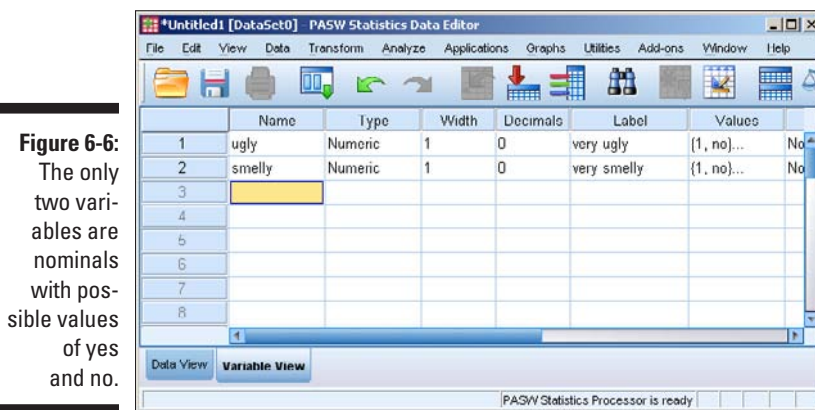 Figure 6-6:
The only
two vari-
ables are
nominals
with pos-
sible values
of yes
and no.
*Untitled1 [DataSet0] - PASW Statistics Data Editor
File Edit View Data Transform Analyze Applications Graphs Utilities Add-ons Window Help
Name Type Width Decimals Label Values
1 ugly Numeric 1 0 very ugly {1, no}... No
2 smelly Numeric 1 0 very smelly {1, no}... No
3
4
5
6
7
8
Data View Variable View
PASW Statistics Processor is ready